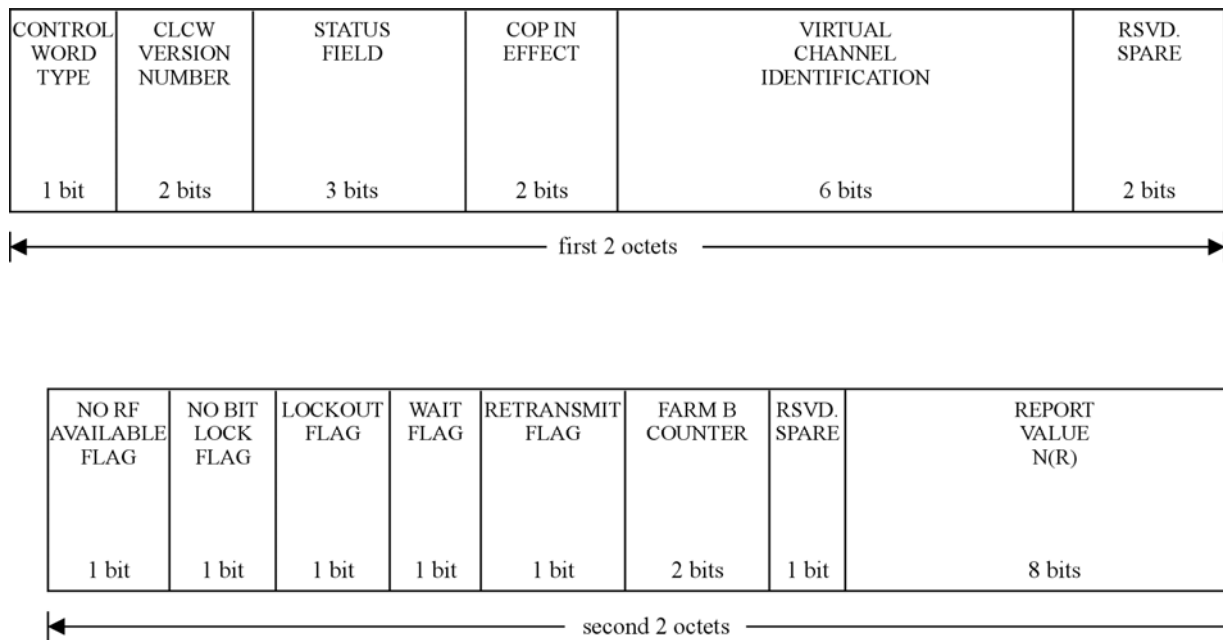 CONTROL WORD TYPE
CLCW VERSION NUMBER
STATUS FIELD
COP IN EFFECT
VIRTUAL CHANNEL IDENTIFICATION
RSVD. SPARE
1 bit
2 bits
3 bits
2 bits
6 bits
2 bits
first 2 octets
NO RF AVAILABLE FLAG
NO BIT LOCK FLAG
LOCKOUT FLAG
WAIT FLAG
RETRANSMIT FLAG
FARM B COUNTER
RSVD. SPARE
REPORT VALUE N(R)
1 bit
1 bit
1 bit
1 bit
1 bit
2 bits
1 bit
8 bits
second 2 octets